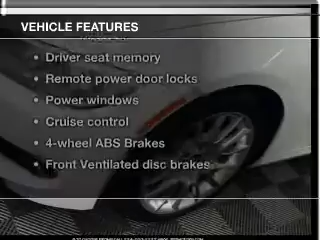 VEHICLE FEATURES
• Driver seat memory
• Remote power door locks
• Power windows
• Cruise control
• 4-wheel ABS Brakes
• Front Ventilated disc brakes